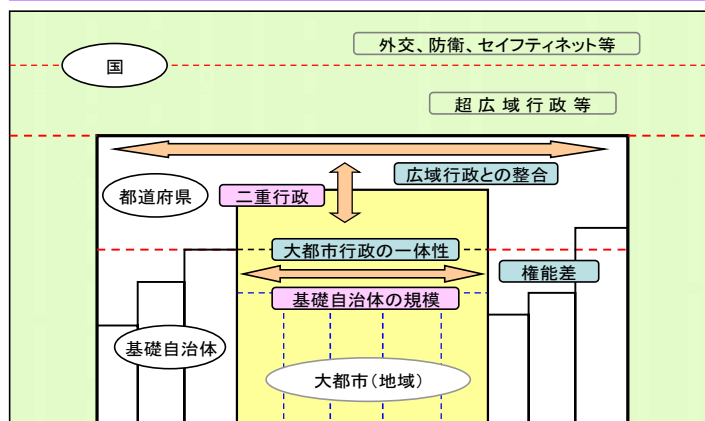 外交、防衛、セイフティネット等
国
超広域行政等
広域行政との整合
都道府県
二重行政
大都市行政の一体性
権能差
基礎自治体の規模
基礎自治体
大都市（地域）